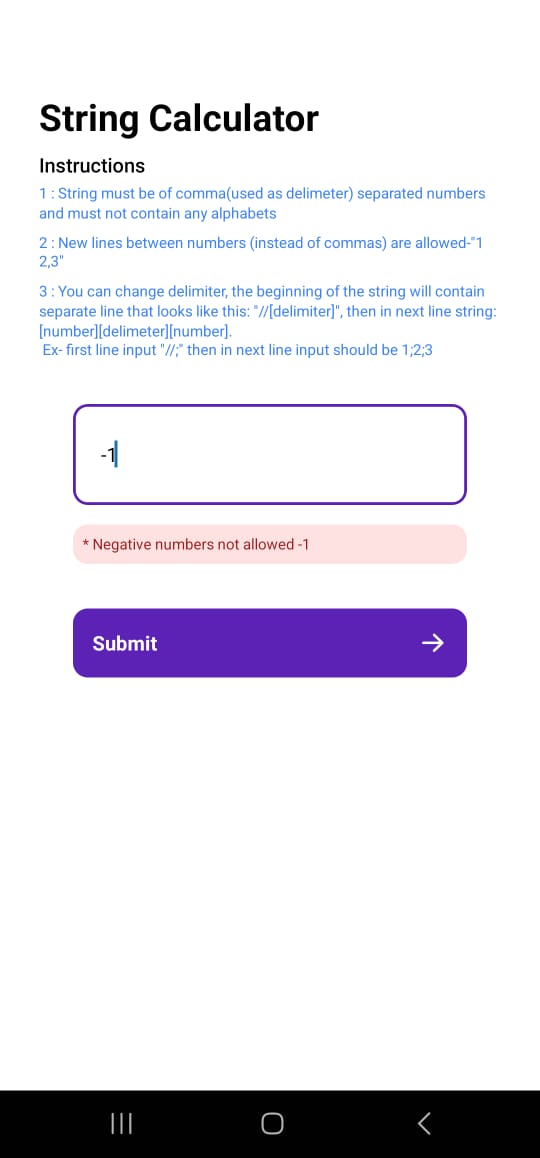 String Calculator
Instructions
1 : String must be of comma(used as delimeter) separated numbers
and must not contain any alphabets
2 : New lines between numbers (instead of commas) are allowed-"1
2,3"
3 : You can change delimiter, the beginning of the string will contain
separate line that looks like this: "//[delimiter]", then in next line string:
[number][delimeter][number].
Ex- first line input "//;" then in next line input should be 1;2;3
-1
* Negative numbers not allowed -1
Submit